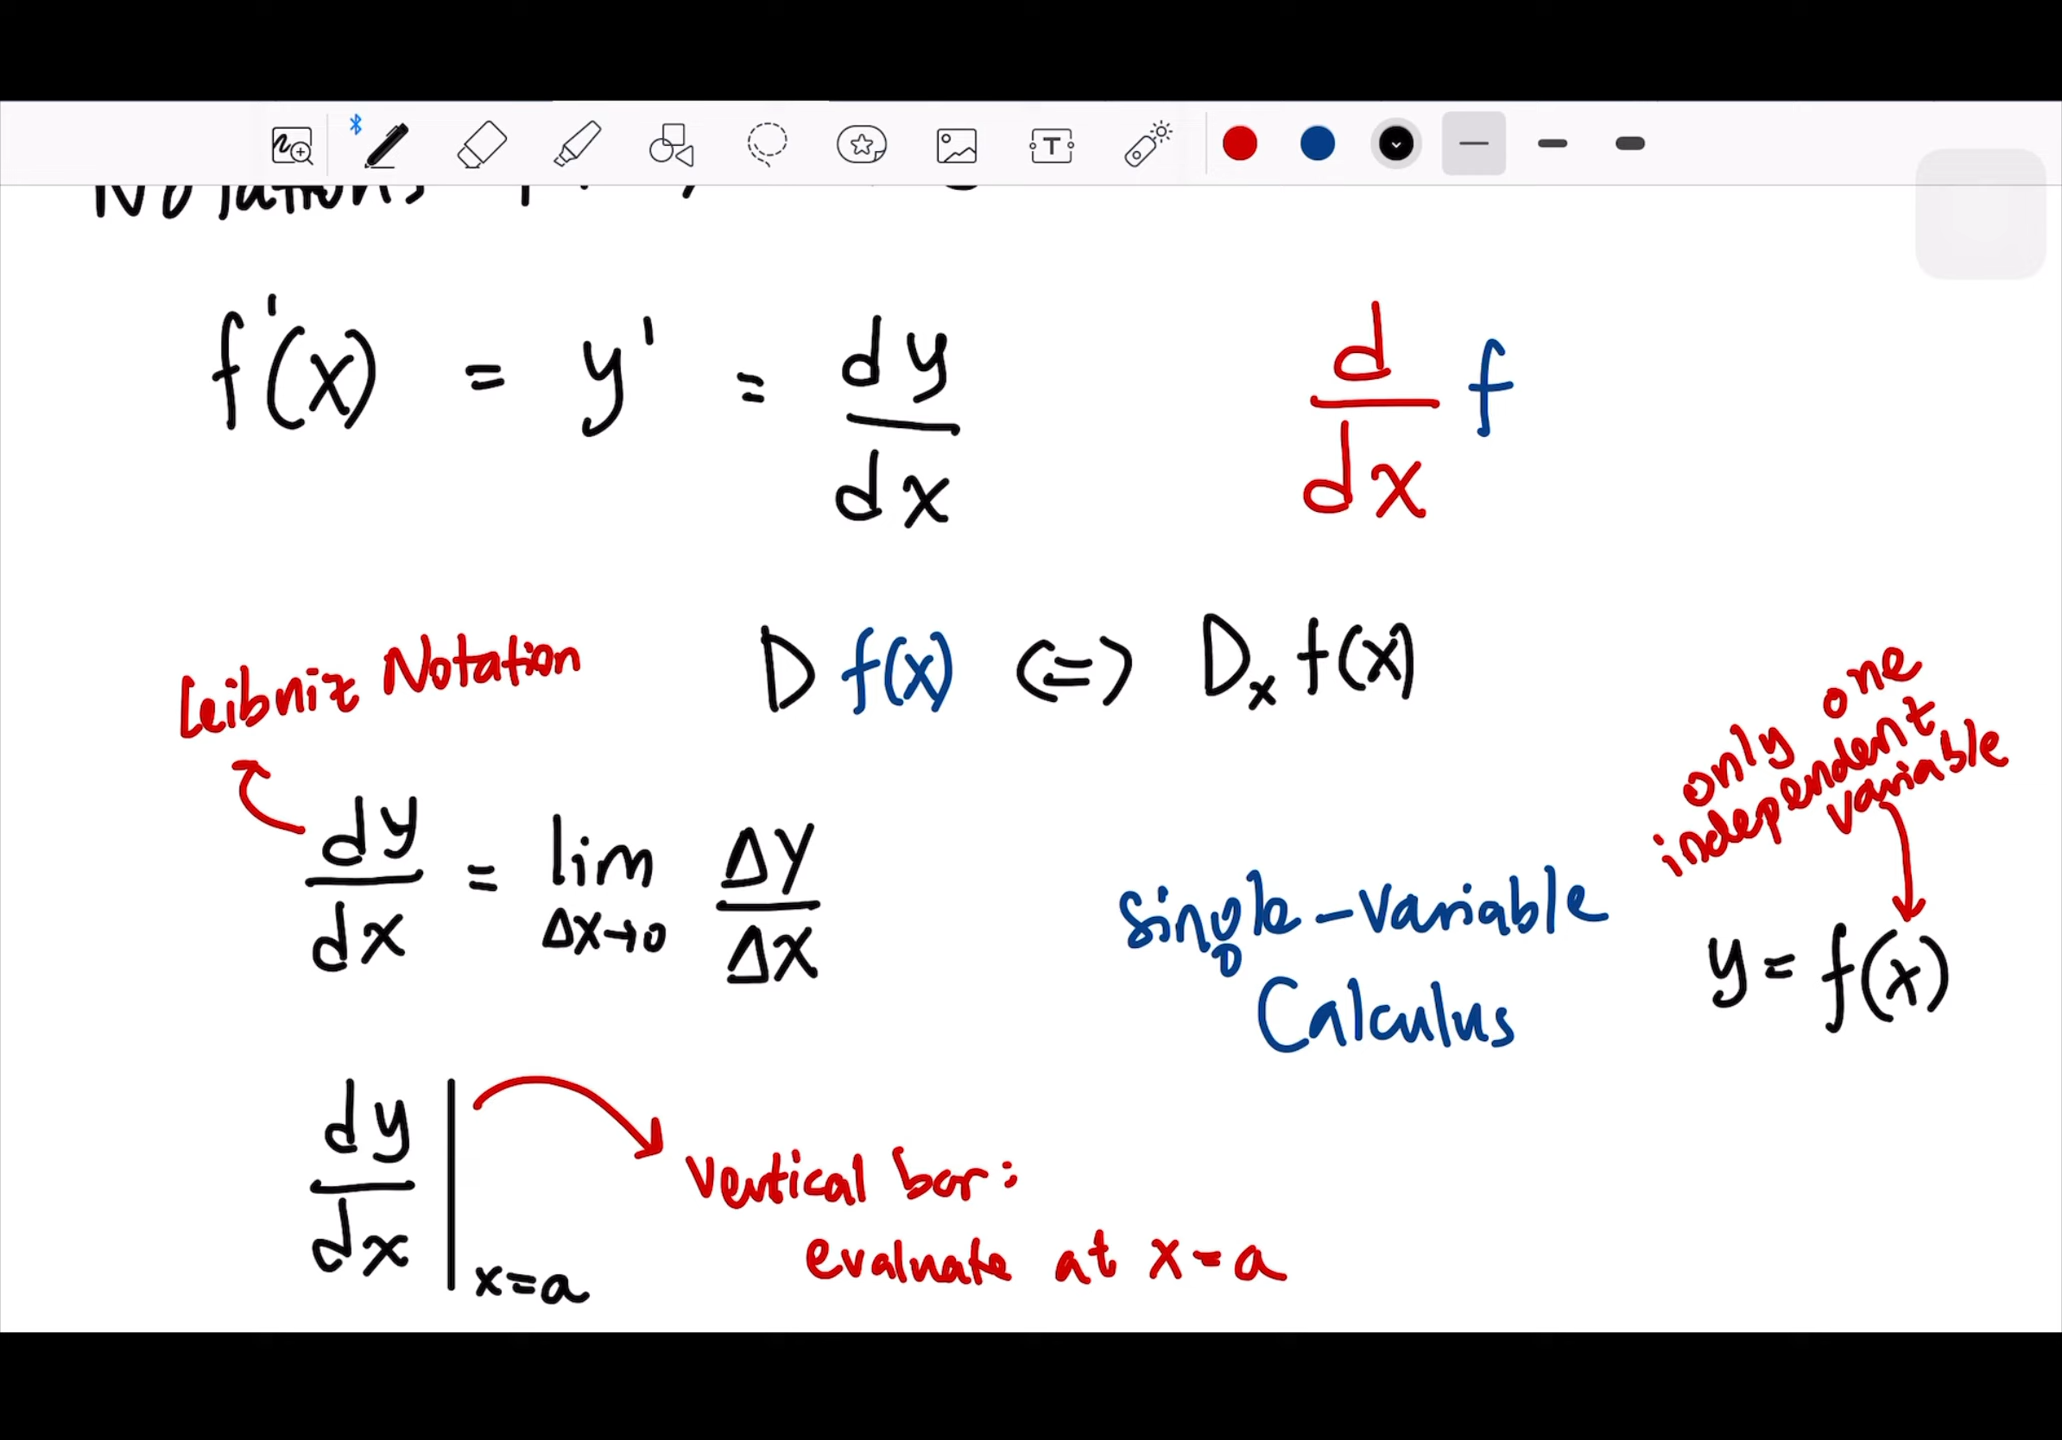 Notations
f'(x) = y' = dy/dx
d/dx f
Leibniz Notation
D f(x) <=> Dx f(x)
only one
independent
variable
dy/dx = lim Δx→0 Δy/Δx
single-variable
Calculus
y = f(x)
dy/dx | x=a
Vertical bar:
evaluate at x=a
T